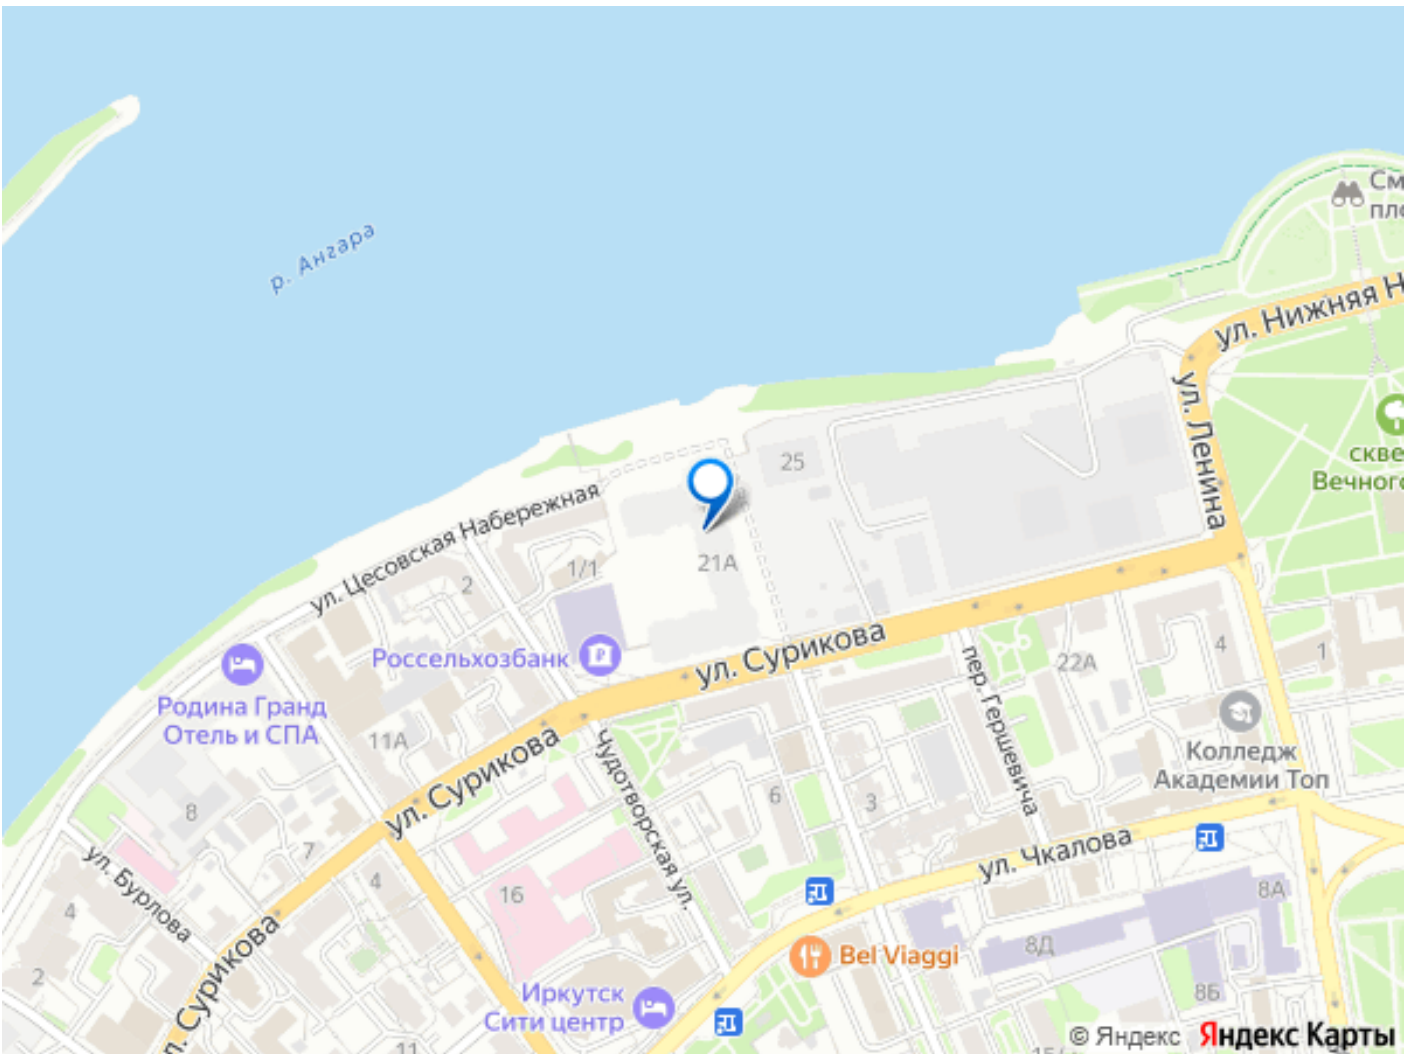 См
пло
р. Ангара
ул. Нижняя Н
ул. Ленина
скве
Вечного
25
ул. Цесовская Набережная
21А
1/1
2
ул. Сурикова
Россельхозбанк
22А
4
1
пер. Гершевича
Родина Гранд
Отель и СПА
11А
Колледж
Академии Топ
ул. Сурикова
Чудотворская ул.
6
3
8
7
ул. Чкалова
ул. Бурлова
4
4
16
8А
2
ул. Сурикова
8Д
Bel Viaggi
8Б
Иркутск
Сити центр
11
© Яндекс Яндекс Карты